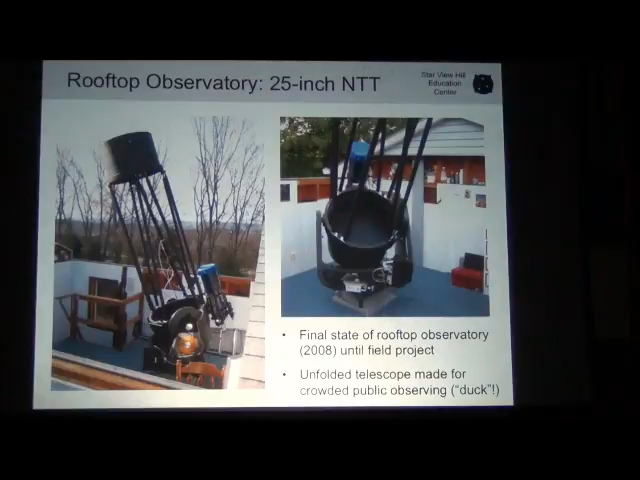 Rooftop Observatory: 25-inch NTT
Star View Hill
Education
Center
• Final state of rooftop observatory
(2008) until field project
• Unfolded telescope made for
crowded public observing ("duck"!)